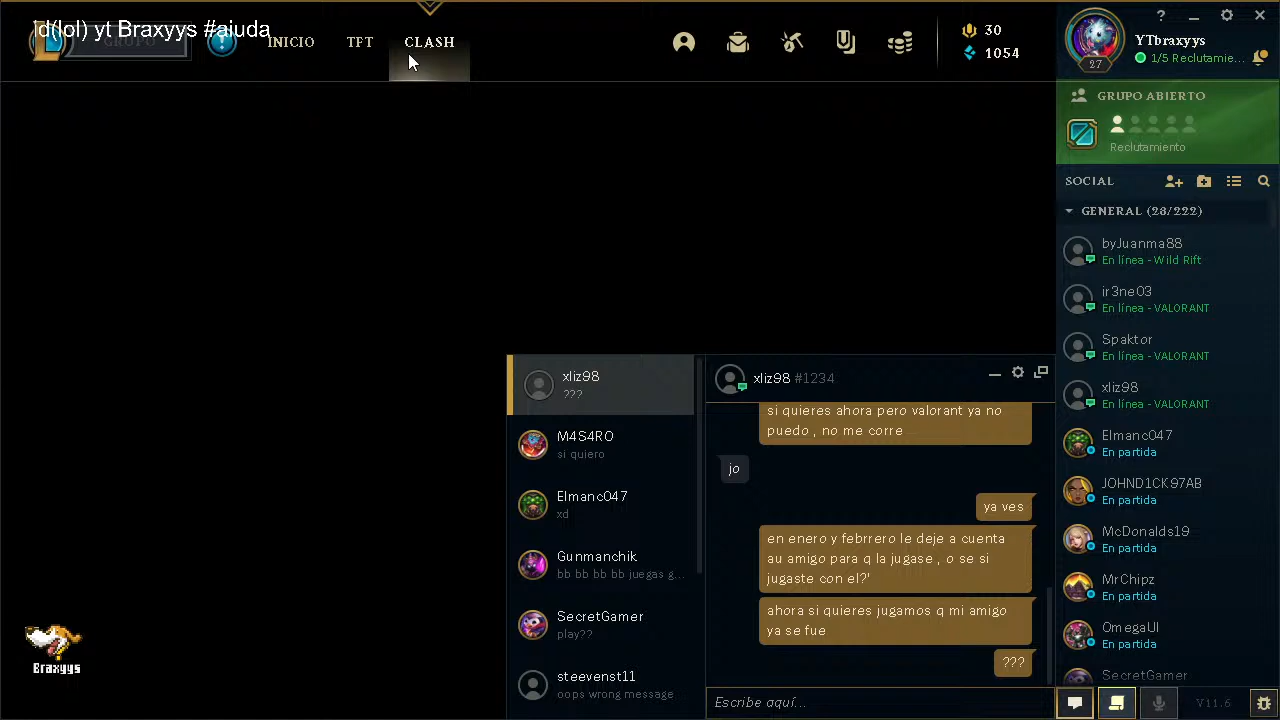 !d(lol) yt Braxyys #aiuda
GRUPO
INICIO
TFT
CLASH
30
1054
27
YTbraxyys
1/5 Reclutamie...
GRUPO ABIERTO
Reclutamiento
SOCIAL
GENERAL (28/222)
byJuanma88
En línea - Wild Rift
ir3ne03
En línea - VALORANT
Spaktor
En línea - VALORANT
xliz98
En línea - VALORANT
Elmanc047
En partida
JOHND1CK97AB
En partida
McDonalds19
En partida
MrChipz
En partida
OmegaUI
En partida
SecretGamer
xliz98
???
M4S4RO
si quiero
Elmanc047
xd
Gunmanchik
bb bb bb bb juegas g...
SecretGamer
play??
steevenst11
oops wrong message
xliz98 #1234
si quieres ahora pero valorant ya no
puedo , no me corre
jo
ya ves
en enero y febrrero le deje a cuenta
au amigo para q la jugase , o se si
jugaste con el?'
ahora si quieres jugamos q mi amigo
ya se fue
???
Escribe aquí...
V11.6
Braxyys